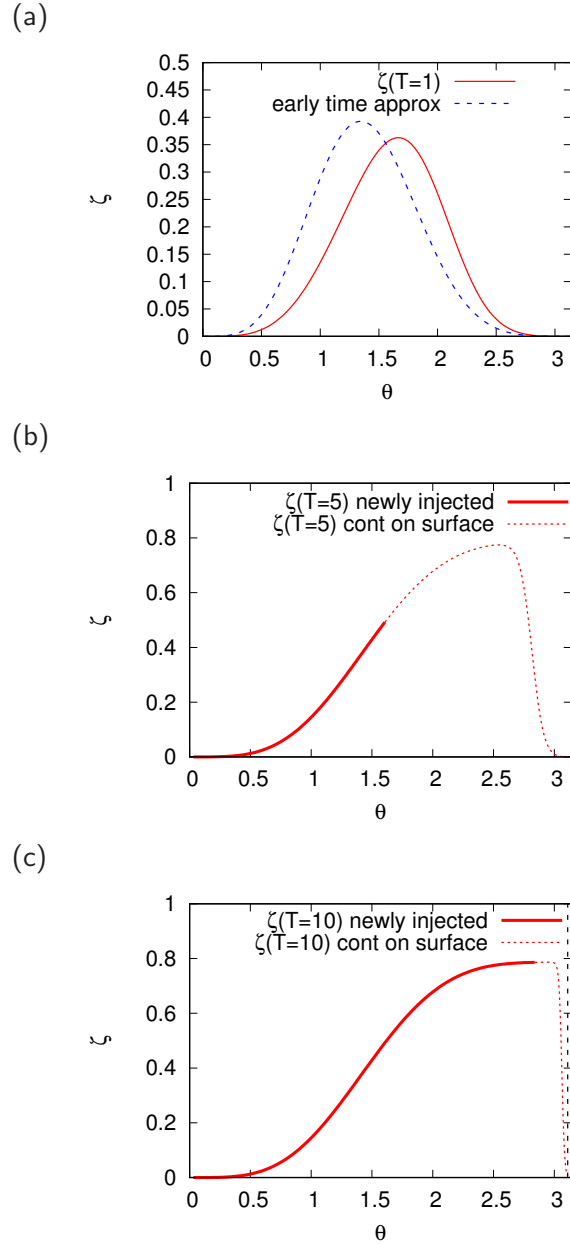 (a)
0.5
0.45
0.4
0.35
0.3
0.25
0.2
0.15
0.1
0.05
0
ζ
ζ(T=1)
early time approx
0 0.5 1 1.5 2 2.5 3
θ
(b)
1
0.8
0.6
0.4
0.2
0
ζ
ζ(T=5) newly injected
ζ(T=5) cont on surface
0 0.5 1 1.5 2 2.5 3
θ
(c)
1
0.8
0.6
0.4
0.2
0
ζ
ζ(T=10) newly injected
ζ(T=10) cont on surface
0 0.5 1 1.5 2 2.5 3
θ